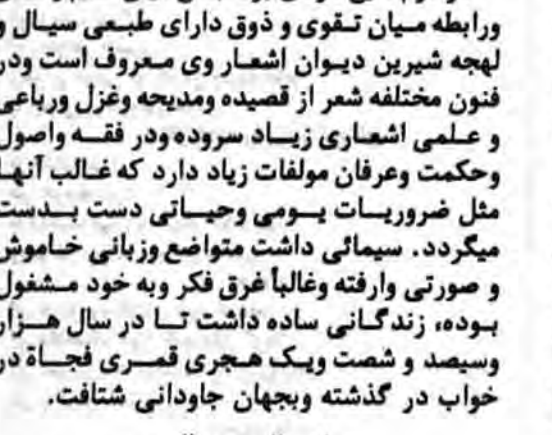 ورابطه میان تقوی و ذوق دارای طبعی سیال و
لهجه شیرین دیوان اشعار وی معروف است ودر
فنون مختلفه شعر از قصیده ومدیحه وغزل ورباعی
و علمی اشعاری زیاد سروده ودر فقه واصول
وحکمت وعرفان مولفات زیاد دارد که غالب آنها
مثل ضروریات یومی وحیاتی دست بدست
میگردد. سیمائی داشت متواضع وزبانی خاموش
و صورتی وارفته وغالباً غرق فکر وبه خود مشغول
بوده، زندگانی ساده داشت تا در سال هزار
وسیصد و شصت ویک هجری قمری فجاة در
خواب در گذشته وبجهان جاودانی شتافت.